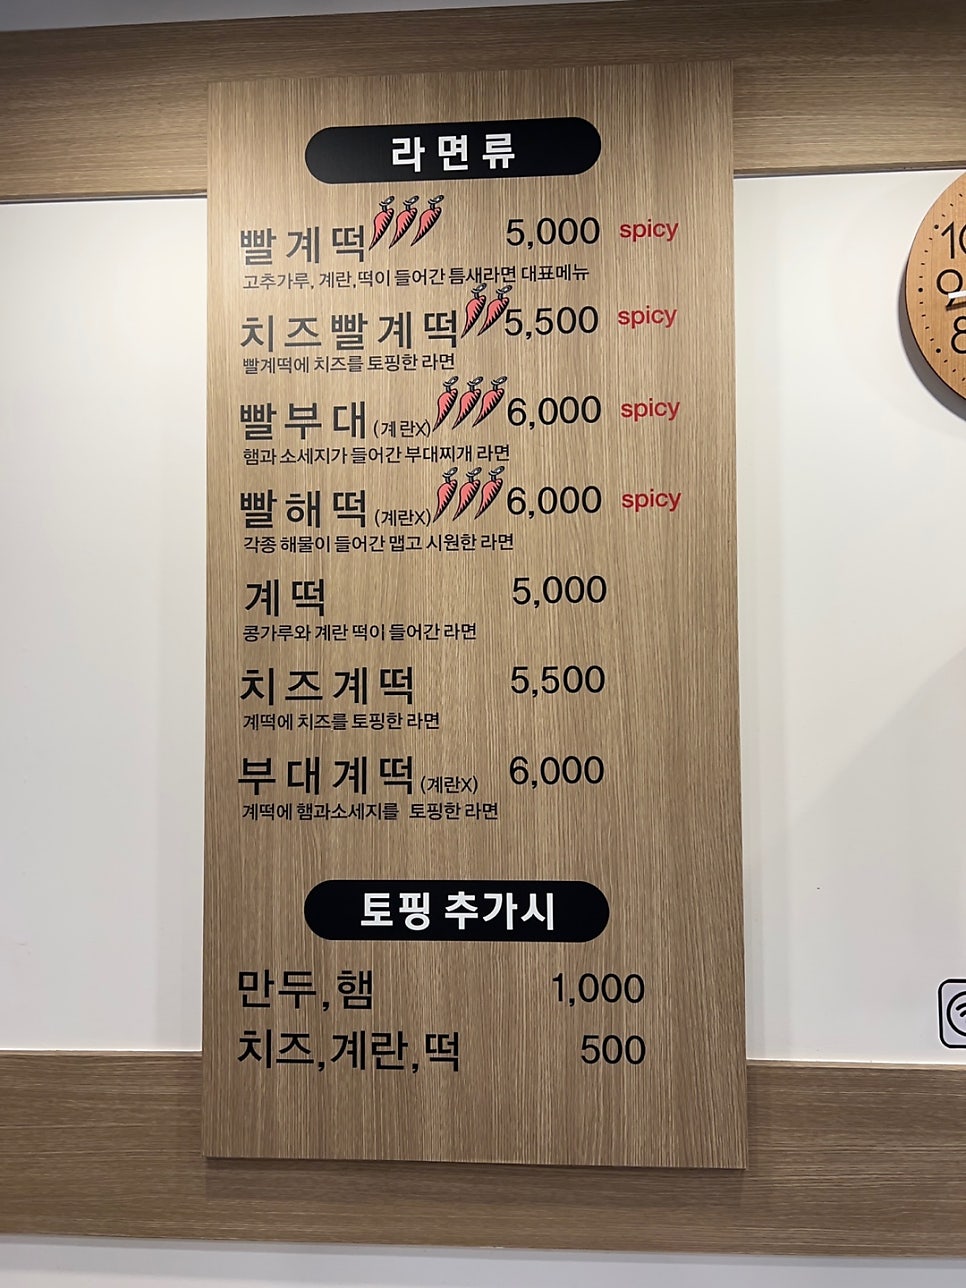 라면류
빨계떡 5,000 spicy
고추가루, 계란,떡이 들어간 틈새라면 대표메뉴
치즈빨계떡 5,500 spicy
빨계떡에 치즈를 토핑한 라면
빨부대 (계란X) 6,000 spicy
햄과 소세지가 들어간 부대찌개 라면
빨해떡 (계란X) 6,000 spicy
각종 해물이 들어간 맵고 시원한 라면
계떡 5,000
콩가루와 계란 떡이 들어간 라면
치즈계떡 5,500
계떡에 치즈를 토핑한 라면
부대계떡 (계란X) 6,000
계떡에 햄과소세지를 토핑한 라면
토핑 추가시
만두,햄 1,000
치즈,계란,떡 500
10
9
8